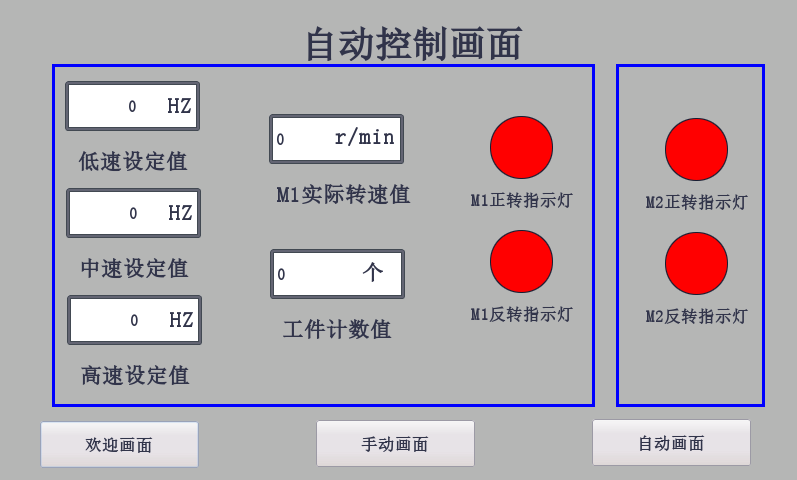 自动控制画面
0 HZ
低速设定值
0 HZ
中速设定值
0 HZ
高速设定值
0 r/min
M1实际转速值
0 个
工件计数值
M1正转指示灯
M1反转指示灯
M2正转指示灯
M2反转指示灯
欢迎画面
手动画面
自动画面